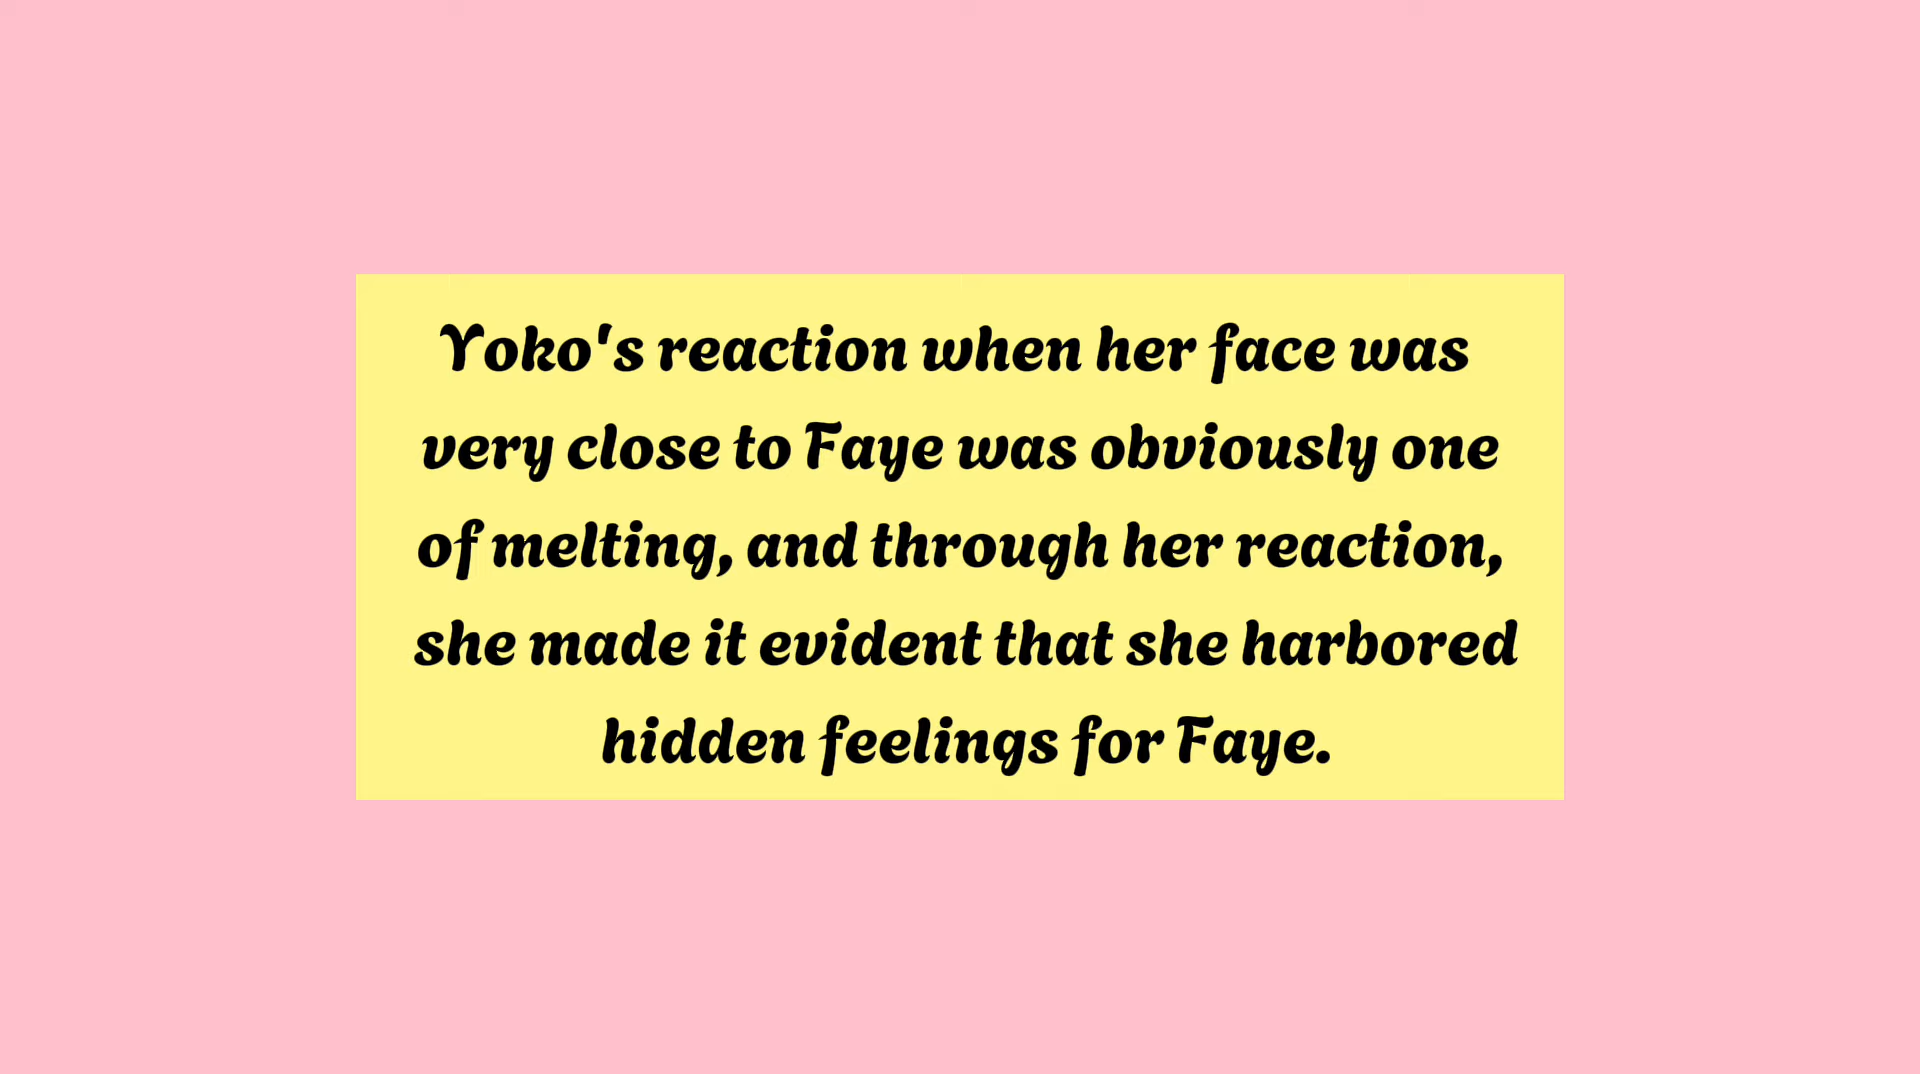 Yoko's reaction when her face was
very close to Faye was obviously one
of melting, and through her reaction,
she made it evident that she harbored
hidden feelings for Faye.